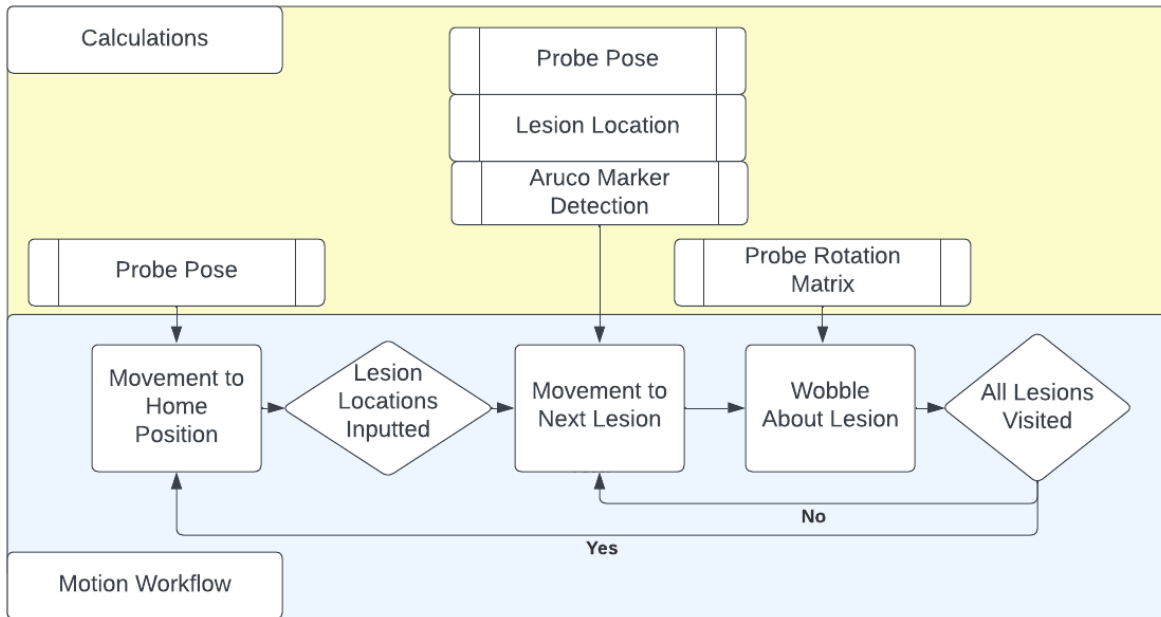 Calculations
Probe Pose
Lesion Location
Aruco Marker
Detection
Probe Pose
Probe Rotation
Matrix
Movement to
Home
Position
Lesion
Locations
Inputted
Movement to
Next Lesion
Wobble
About Lesion
All Lesions
Visited
No
Yes
Motion Workflow